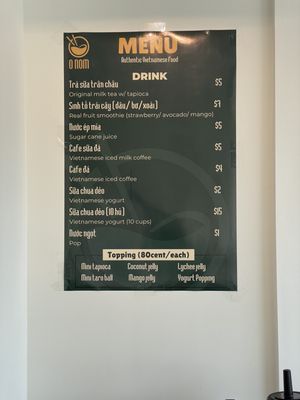 O NOM
MENU
Authentic Vietnamese Food
DRINK
Trà sữa trân châu $5
Original milk tea w/ tapioca
Sinh tố trái cây (dâu/ bơ/ xoài) $7
Real fruit smoothie (strawberry/ avocado/ mango)
Nước ép mía $5
Sugar cane juice
Cafe sữa đá $5
Vietnamese iced milk coffee
Cafe đá $4
Vietnamese iced coffee
Sữa chua dẻo $2
Vietnamese yogurt
Sữa chua dẻo (10 hủ) $15
Vietnamese yogurt (10 cups)
Nước ngọt $1
Pop
Topping (80cent/each)
Mini tapioca Coconut jelly Lychee jelly
Mini taro ball Mango jelly Yogurt Popping